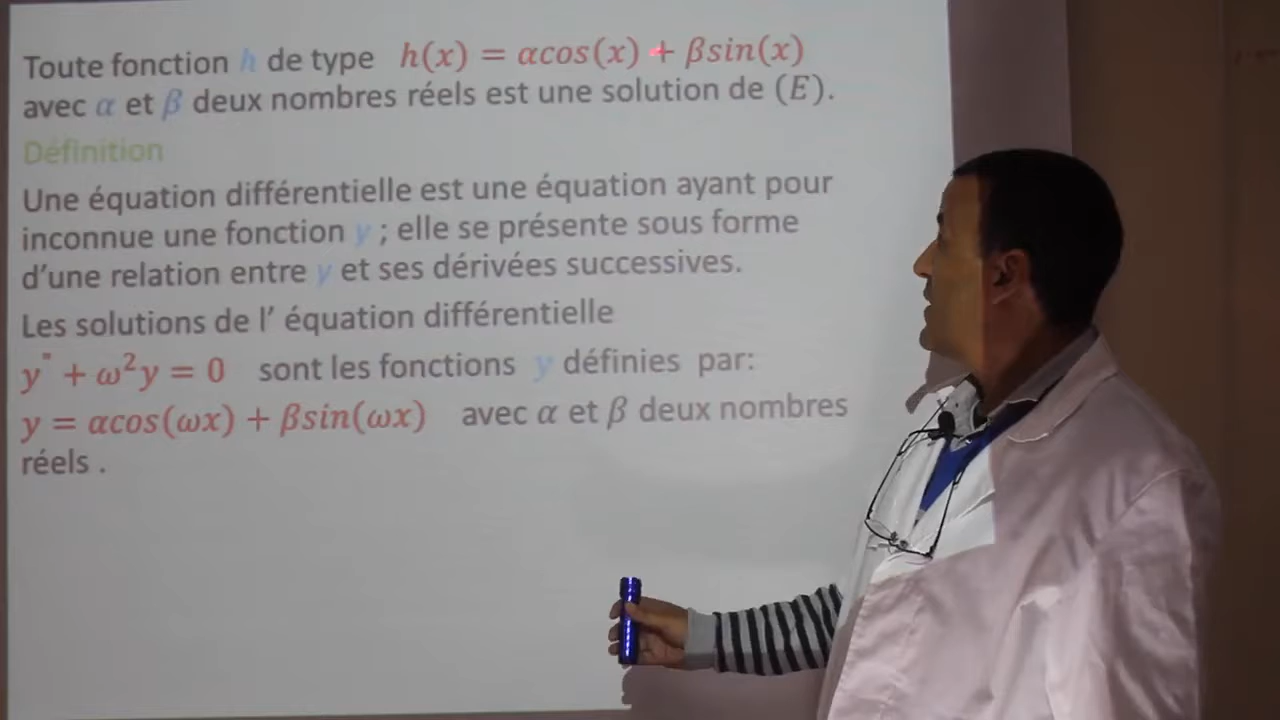 Toute fonction h de type h(x) = αcos(x) + βsin(x)
avec α et β deux nombres réels est une solution de (E).
Définition
Une équation différentielle est une équation ayant pour
inconnue une fonction y ; elle se présente sous forme
d'une relation entre y et ses dérivées successives.
Les solutions de l' équation différentielle
y" + ω²y = 0 sont les fonctions y définies par:
y = αcos(ωx) + βsin(ωx) avec α et β deux nombres
réels .